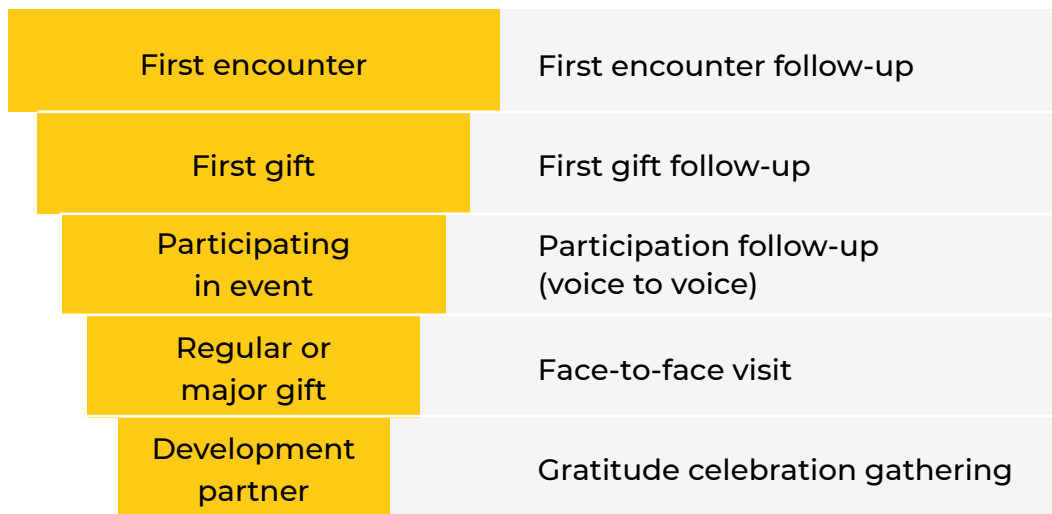 First encounter
First encounter follow-up
First gift
First gift follow-up
Participating
in event
Participation follow-up
(voice to voice)
Regular or
major gift
Face-to-face visit
Development
partner
Gratitude celebration gathering